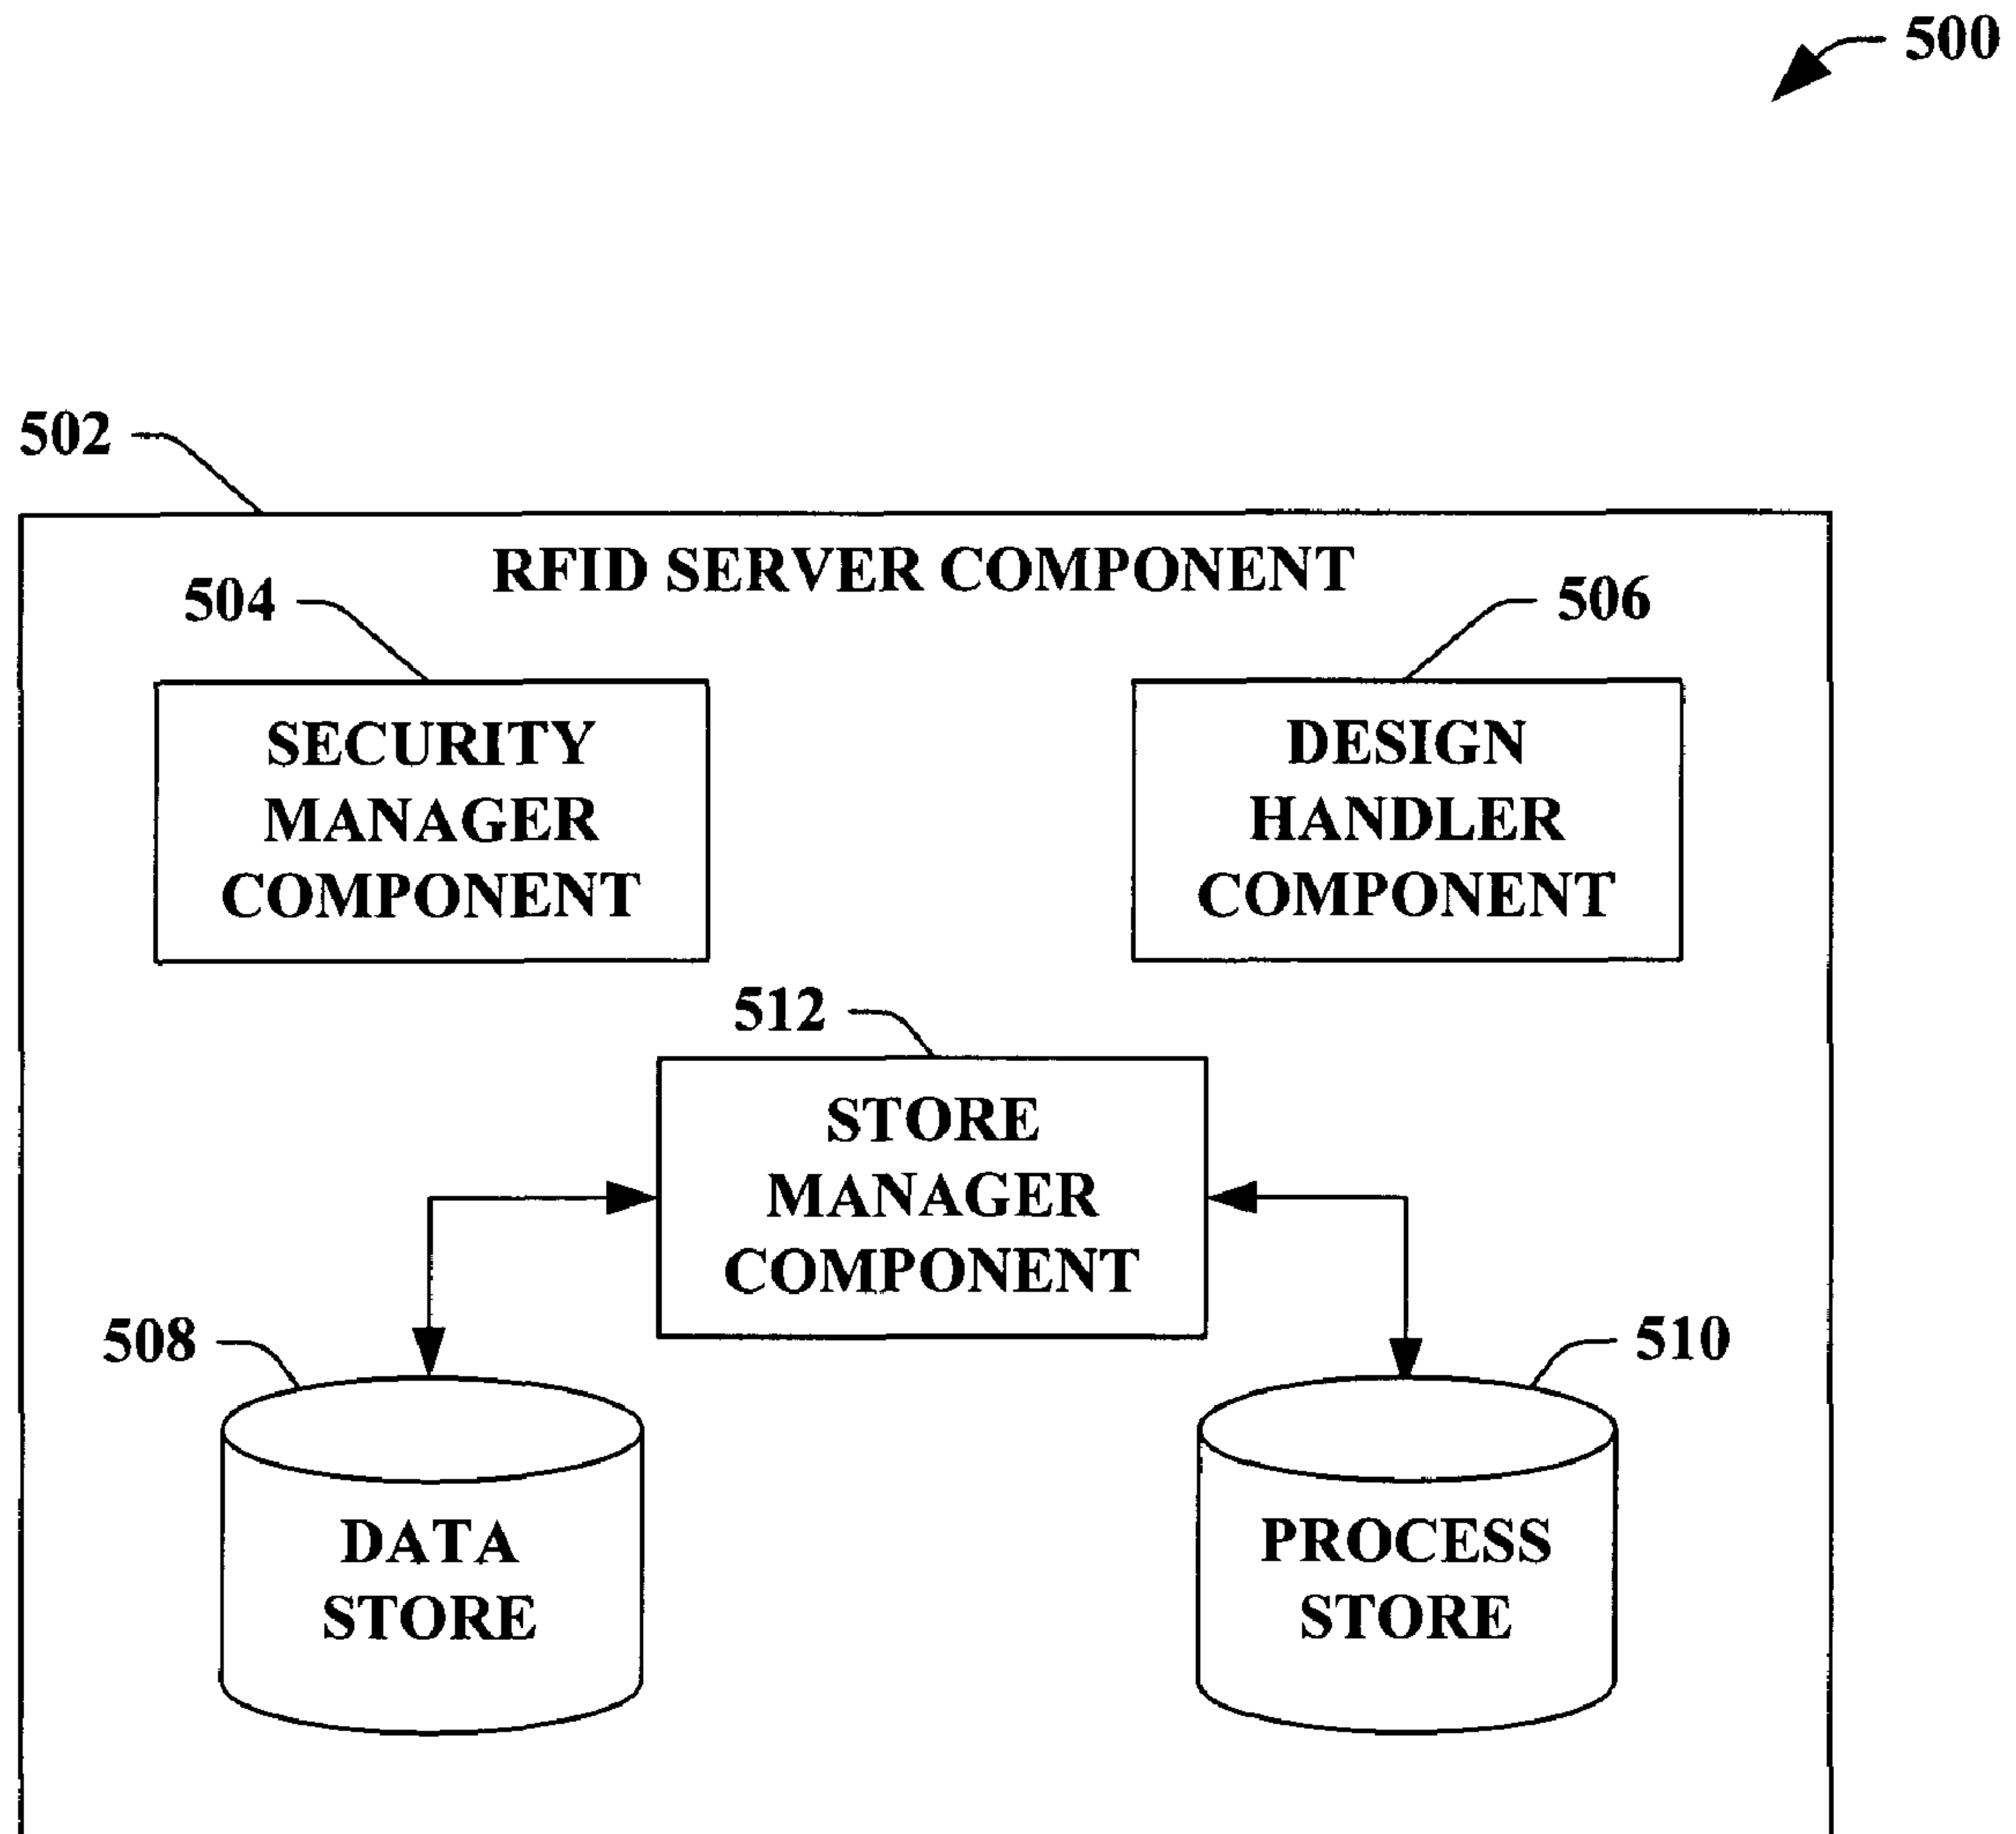 500
502
RFID SERVER COMPONENT
504
506
SECURITY
MANAGER
COMPONENT
DESIGN
HANDLER
COMPONENT
512
STORE
MANAGER
COMPONENT
508
510
DATA
STORE
PROCESS
STORE